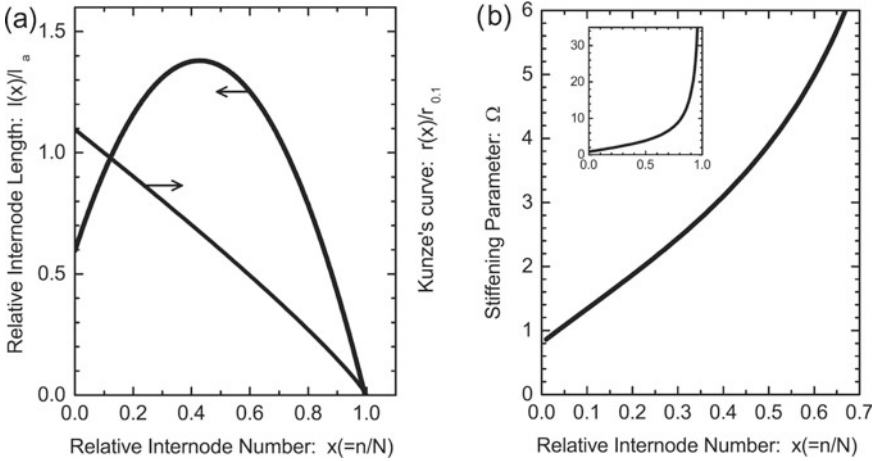 (a)
1.5
1.0
0.5
0.0
Relative Internode Length: l(x)/l a
0.0 0.2 0.4 0.6 0.8 1.0
Relative Internode Number: x(=n/N)
Kunze's curve: r(x)/r 0.1
(b)
6
5
4
3
2
1
0
Stiffening Parameter: Ω
30
20
10
0
0.0 0.5 1.0
0.0 0.1 0.2 0.3 0.4 0.5 0.6 0.7
Relative Internode Number: x(=n/N)